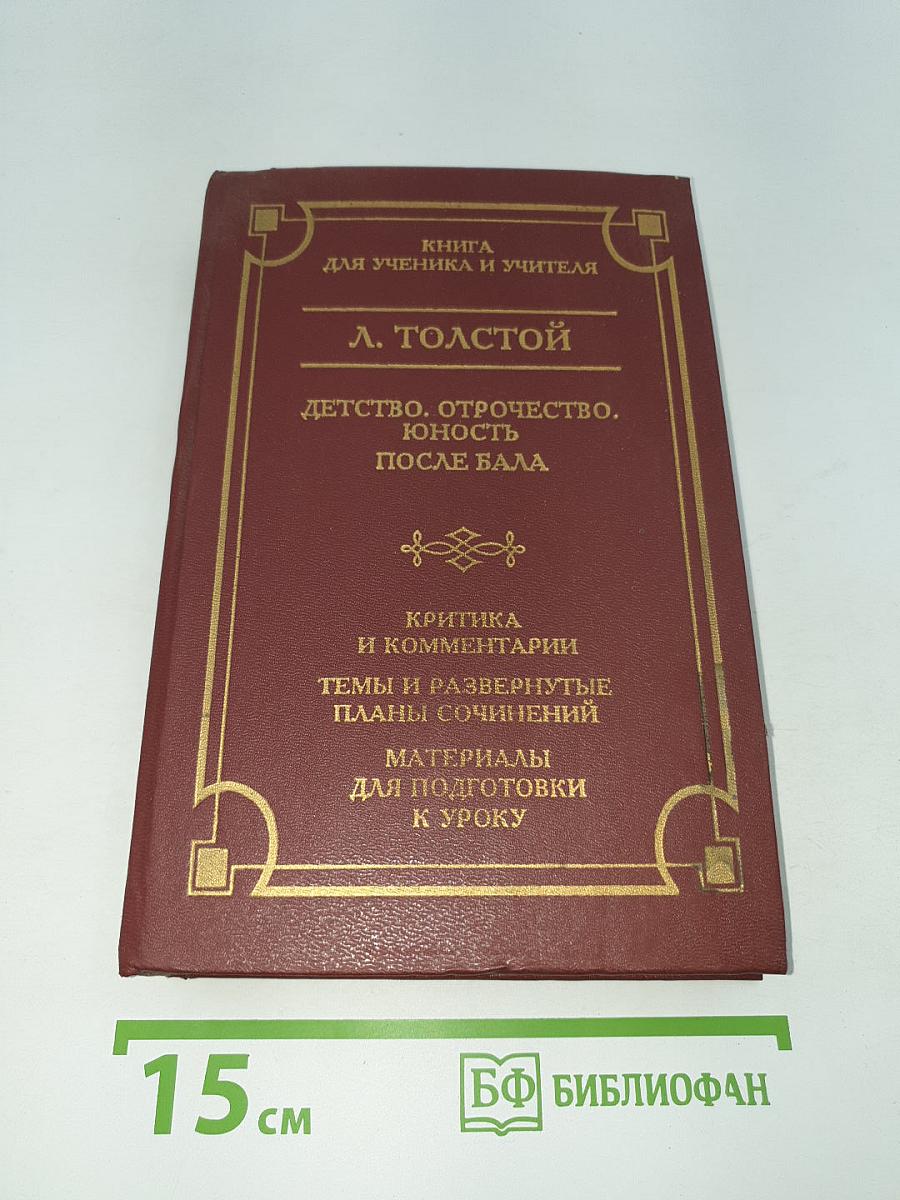 КНИГА
ДЛЯ УЧЕНИКА И УЧИТЕЛЯ
Л. ТОЛСТОЙ
ДЕТСТВО. ОТРОЧЕСТВО.
ЮНОСТЬ
ПОСЛЕ БАЛА
КРИТИКА
И КОММЕНТАРИИ
ТЕМЫ И РАЗВЕРНУТЫЕ
ПЛАНЫ СОЧИНЕНИЙ
МАТЕРИАЛЫ
ДЛЯ ПОДГОТОВКИ
К УРОКУ
15 см
БФ БИБЛИОФАН